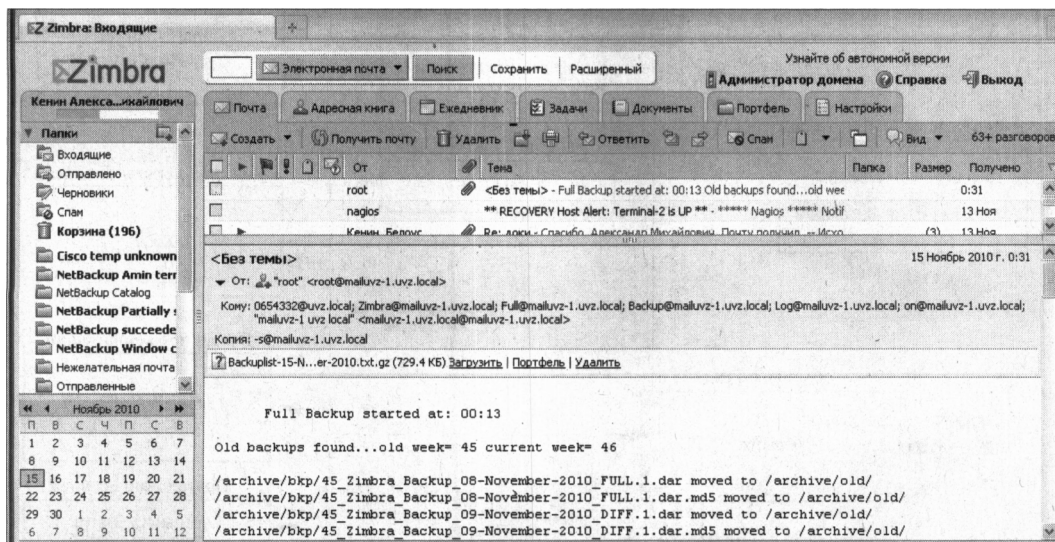 Zimbra: Входящие
Zimbra
Электронная почта
Поиск
Сохранить
Расширенный
Узнайте об автономной версии
Администратор домена
Справка
Выход
Кенин Алекса...ихайлович
Почта
Адресная книга
Ежедневник
Задачи
Документы
Портфель
Настройки
Папки
Входящие
Отправлено
Черновики
Спам
Корзина (196)
Cisco temp unknown
NetBackup Amin terr
NetBackup Catalog
NetBackup Partially s
NetBackup succeede
NetBackup Window c
Нежелательная почта
Отправленные
Создать
Получить почту
Удалить
Ответить
Спам
Вид
63+ разговоров
От Тема Папка Размер Получено
root <Без темы> - Full Backup started at: 00:13 Old backups found...old wee 0:31
nagios ** RECOVERY Host Alert: Terminal-2 is UP ** - ***** Nagios ***** Notif 13 Ноя
Кенин, Белоус Re: доки - Спасибо, Александр Михайлович. Почту получил. -- Исхо (3) 13 Ноя
<Без темы> 15 Ноябрь 2010 г. 0:31
От: "root" <root@mailuvz-1.uvz.local>
Кому: 0654332@uvz.local; Zimbra@mailuvz-1.uvz.local; Full@mailuvz-1.uvz.local; Backup@mailuvz-1.uvz.local; Log@mailuvz-1.uvz.local; on@mailuvz-1.uvz.local;
"mailuvz-1 uvz local" <mailuvz-1.uvz.local@mailuvz-1.uvz.local>
Копия: -s@mailuvz-1.uvz.local
Backuplist-15-N...er-2010.txt.gz (729.4 КБ) Загрузить | Портфель | Удалить
Full Backup started at: 00:13
Old backups found...old week= 45 current week= 46
/archive/bkp/45_Zimbra_Backup_08-November-2010_FULL.1.dar moved to /archive/old/
/archive/bkp/45_Zimbra_Backup_08-November-2010_FULL.1.dar.md5 moved to /archive/old/
/archive/bkp/45_Zimbra_Backup_09-November-2010_DIFF.1.dar moved to /archive/old/
/archive/bkp/45_Zimbra_Backup_09-November-2010_DIFF.1.dar.md5 moved to /archive/old/
Ноябрь 2010
П В С Ч П С В
1 2 3 4 5 6 7
8 9 10 11 12 13 14
15 16 17 18 19 20 21
22 23 24 25 26 27 28
29 30 1 2 3 4 5
6 7 8 9 10 11 12